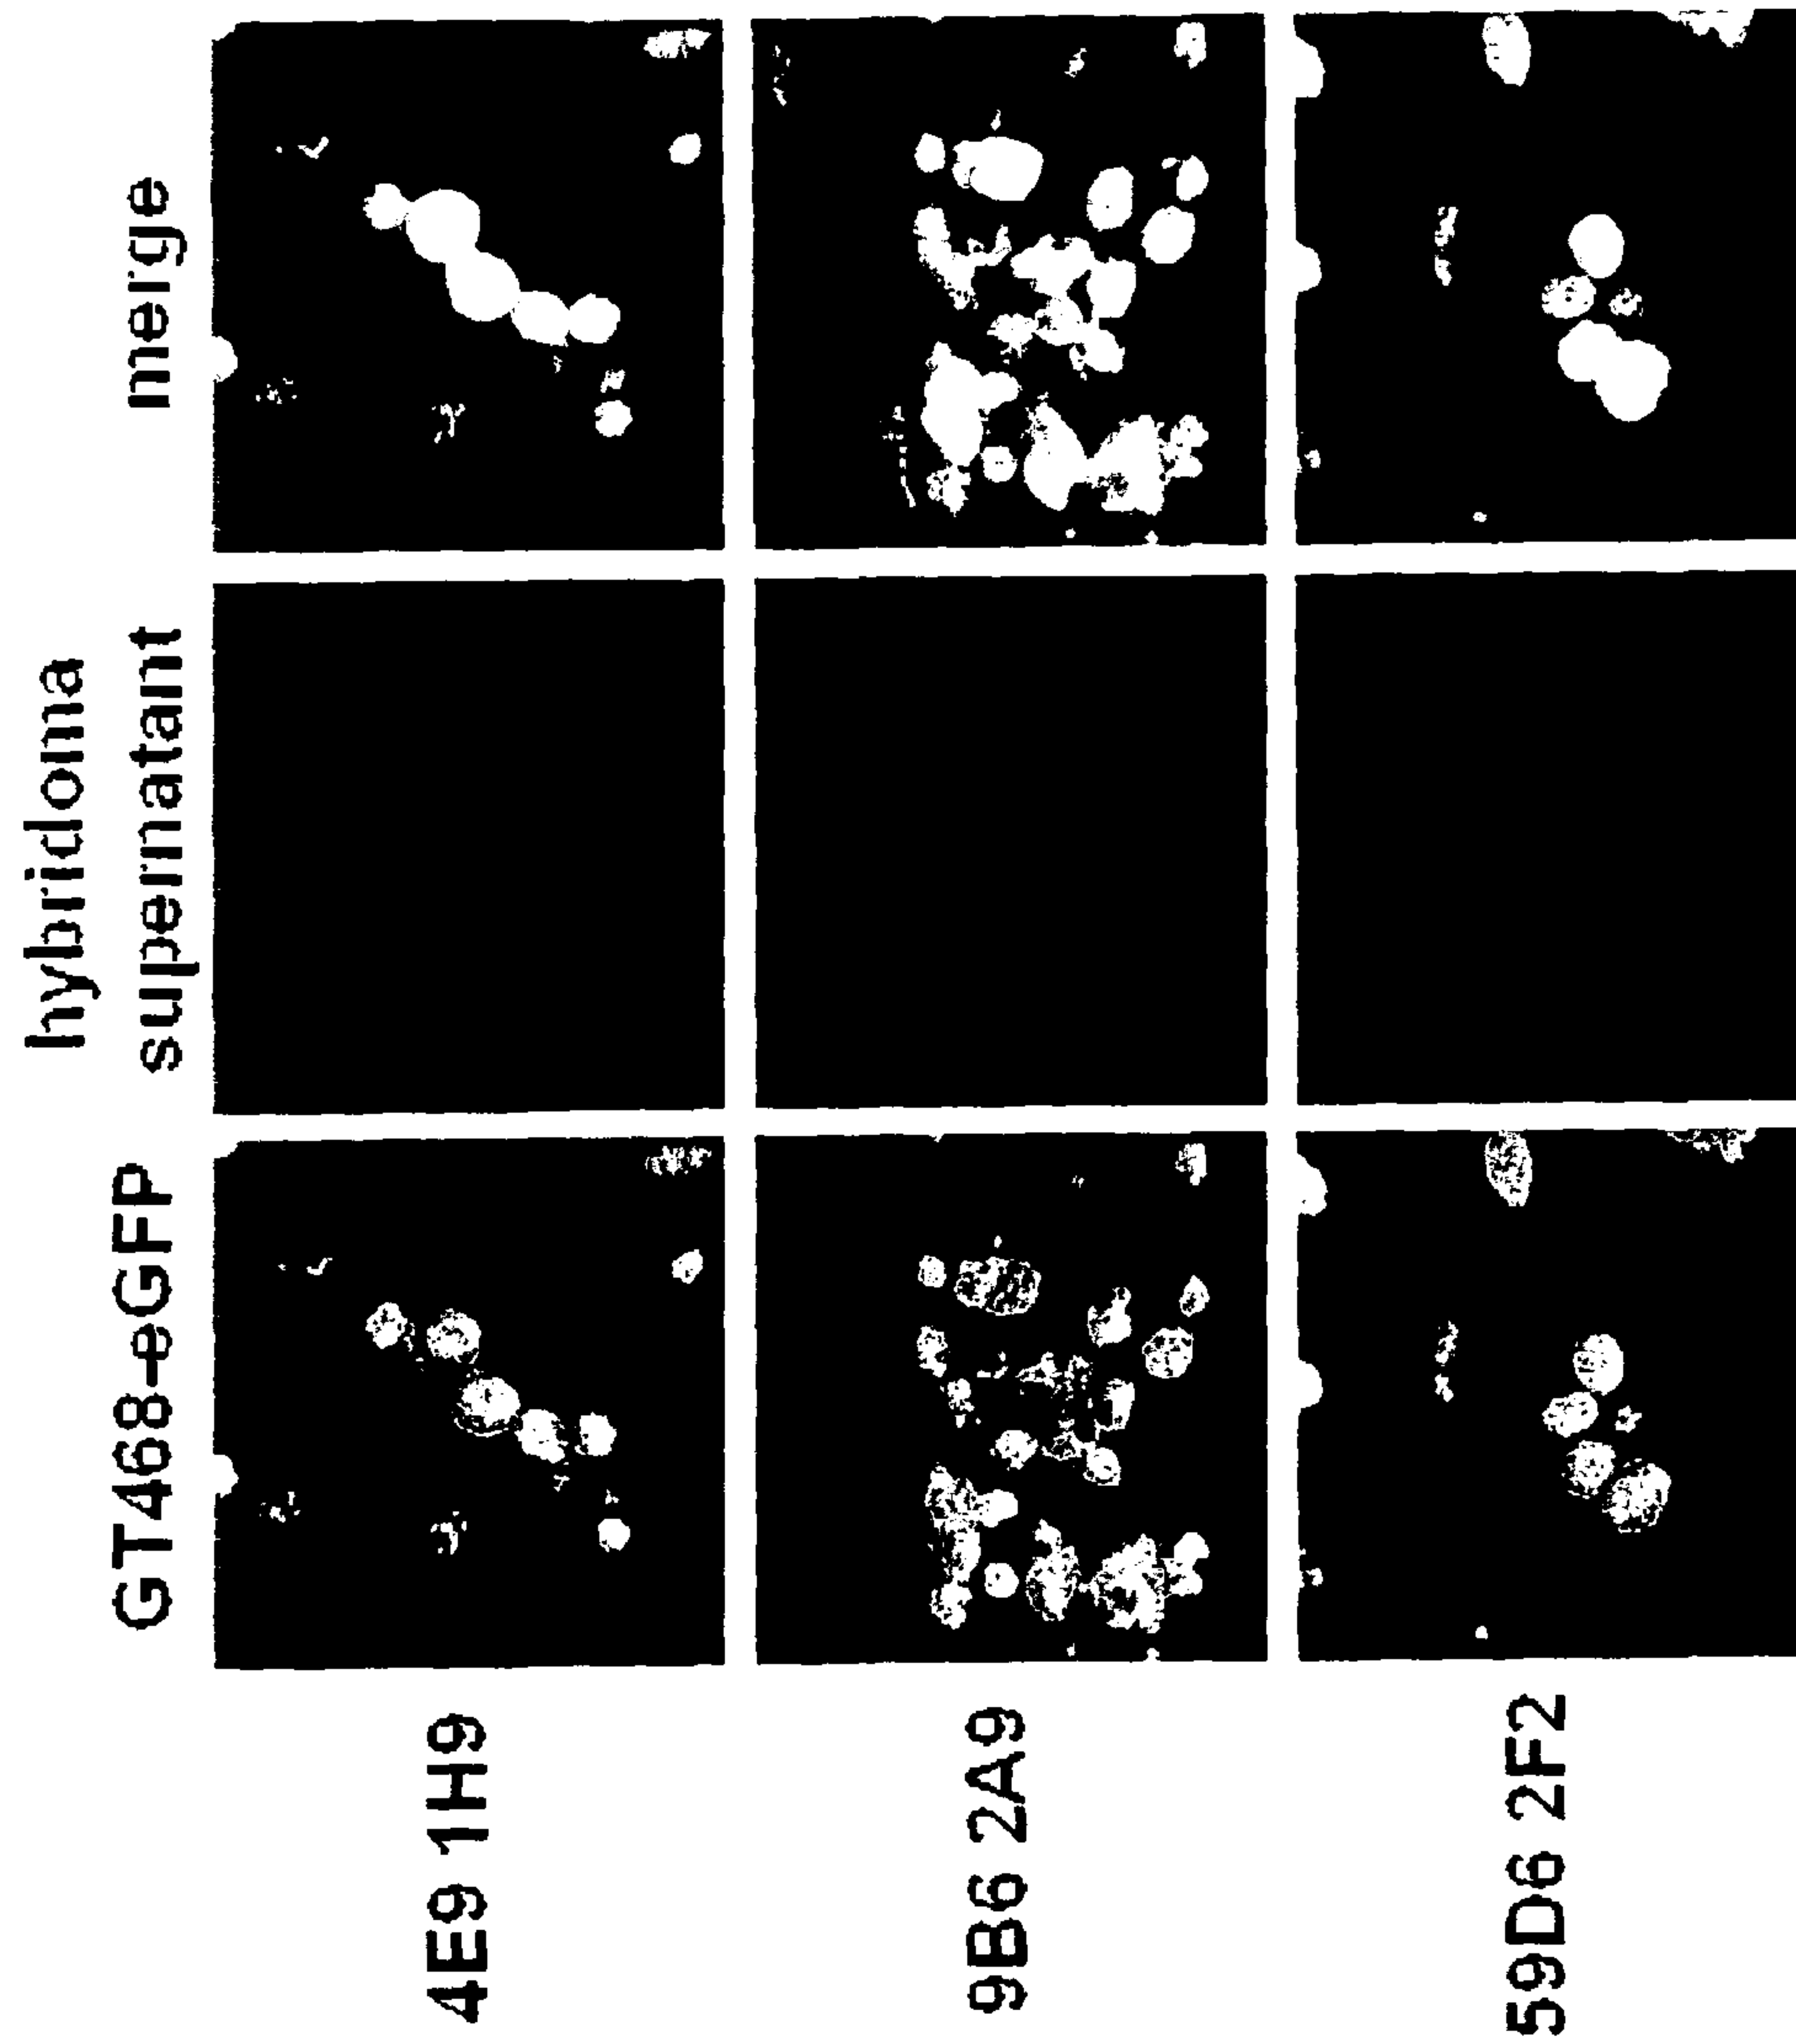 GT468-eGFP
hybridoma
supernatant
merge
4E9 1H9
9B6 2A9
59D6 2F2